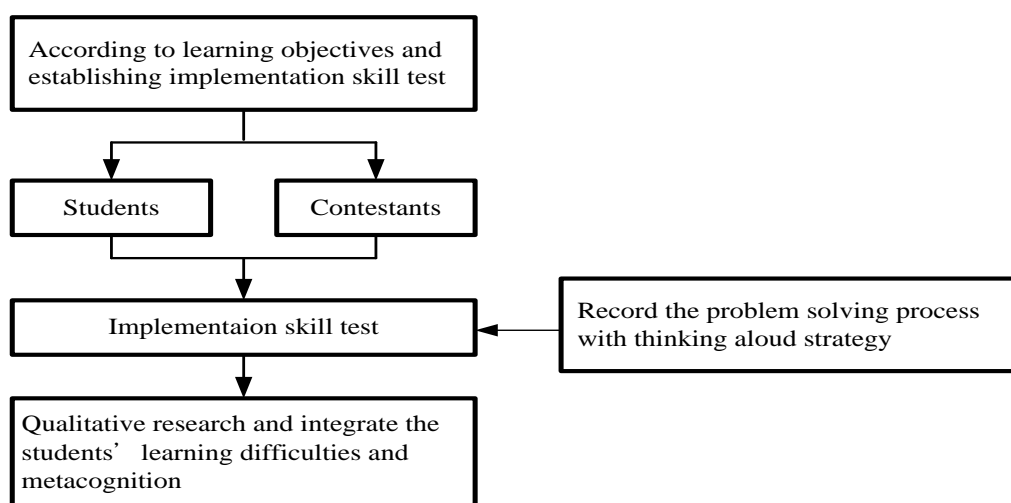 According to learning objectives and
establishing implementation skill test
Students
Contestants
Implementaion skill test
Record the problem solving process
with thinking aloud strategy
Qualitative research and integrate the
students’ learning difficulties and
metacognition